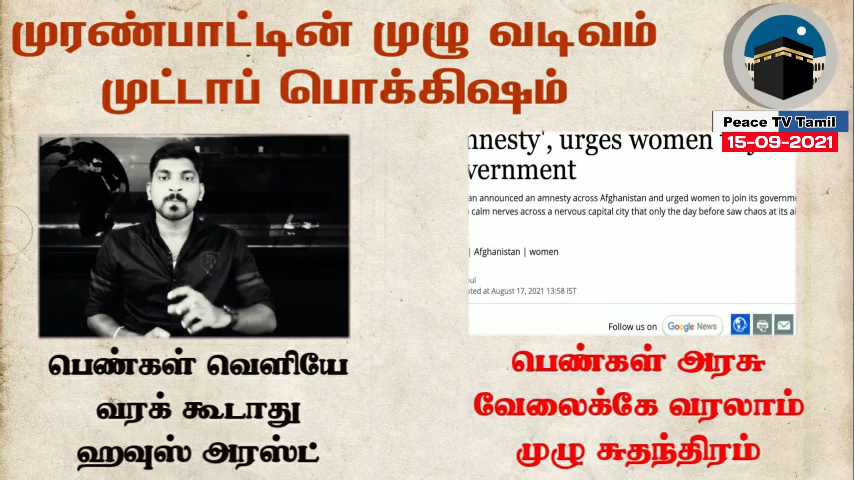 முரண்பாட்டின் முழு வடிவம்
முட்டாப் பொக்கிஷம்
Peace TV Tamil
15-09-2021
urges women
vernment
an announced an amnesty across Afghanistan and urged women to join its
calm nerves across a nervous capital city that only the day before saw chaos at its
| Afghanistan | women
at August 17, 2021 13:58 IST
Follow us on Google News
பெண்கள் வெளியே
வரக் கூடாது
ஹவுஸ் அரஸ்ட்
பெண்கள் அரசு
வேலைக்கே வரலாம்
முழு சுதந்திரம்